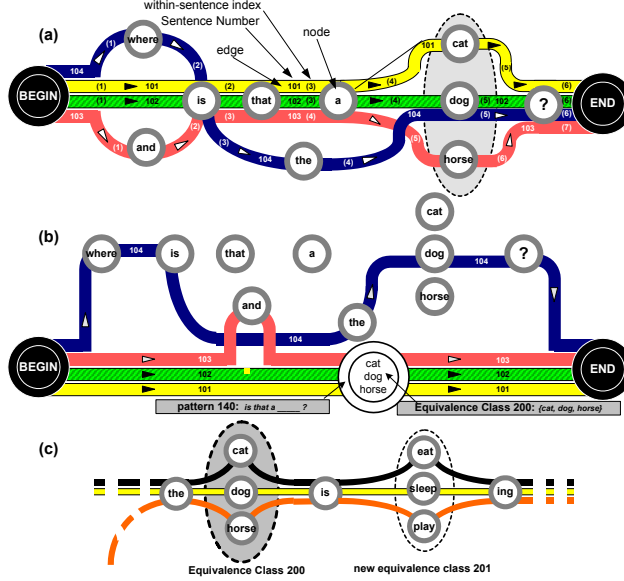 within-sentence index
Sentence Number
(a)
node
edge
where
cat
104
(1)
(2)
101
(4)
(5)
BEGIN
(1)
101
(2)
101
(3)
(6)
(1)
102
is
that
102
(3)
a
(4)
dog
(5)
102
?
(6)
END
103
(3)
103
(4)
104
(5)
(6)
(1)
and
(2)
(3)
104
the
(4)
(5)
horse
(6)
103
(7)
cat
(b)
where
104
is
that
a
dog
104
?
horse
and
the
104
BEGIN
103
cat
dog
horse
103
END
102
102
101
101
pattern 140: is that a ____ ?
Equivalence Class 200: {cat, dog, horse}
(c)
cat
eat
the
dog
is
sleep
ing
horse
play
Equivalence Class 200
new equivalence class 201